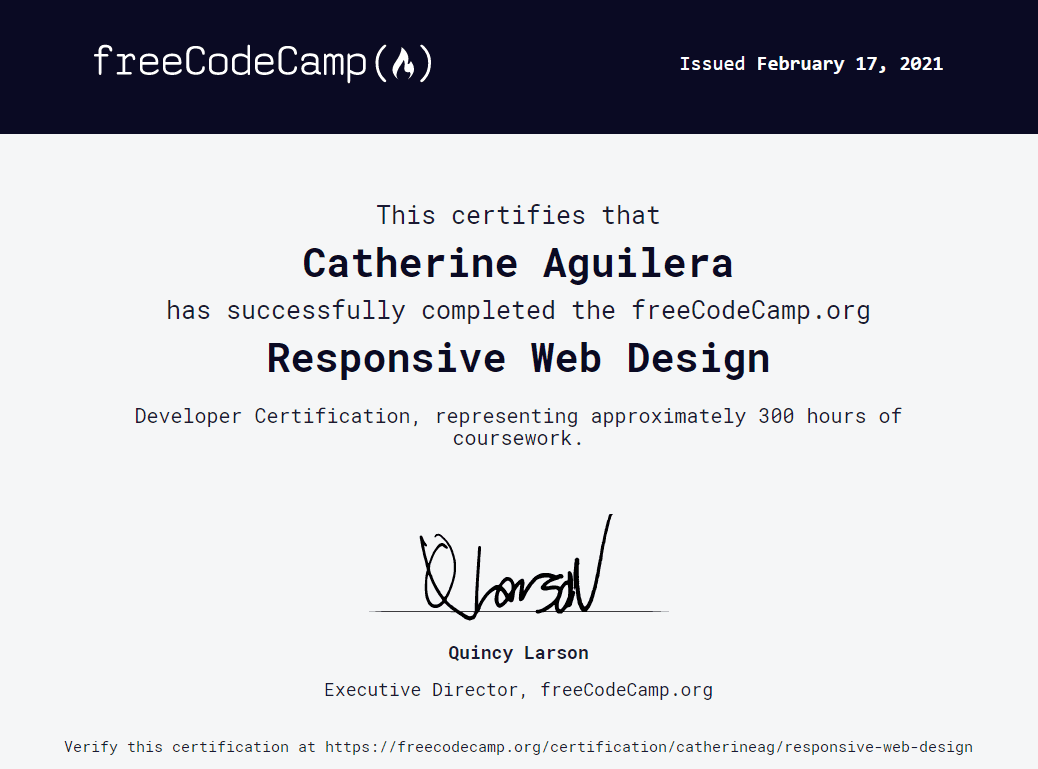 freeCodeCamp(🔥)
Issued February 17, 2021
This certifies that
Catherine Aguilera
has successfully completed the freeCodeCamp.org
Responsive Web Design
Developer Certification, representing approximately 300 hours of
coursework.
Q Larson
Quincy Larson
Executive Director, freeCodeCamp.org
Verify this certification at https://freecodecamp.org/certification/catherineag/responsive-web-design